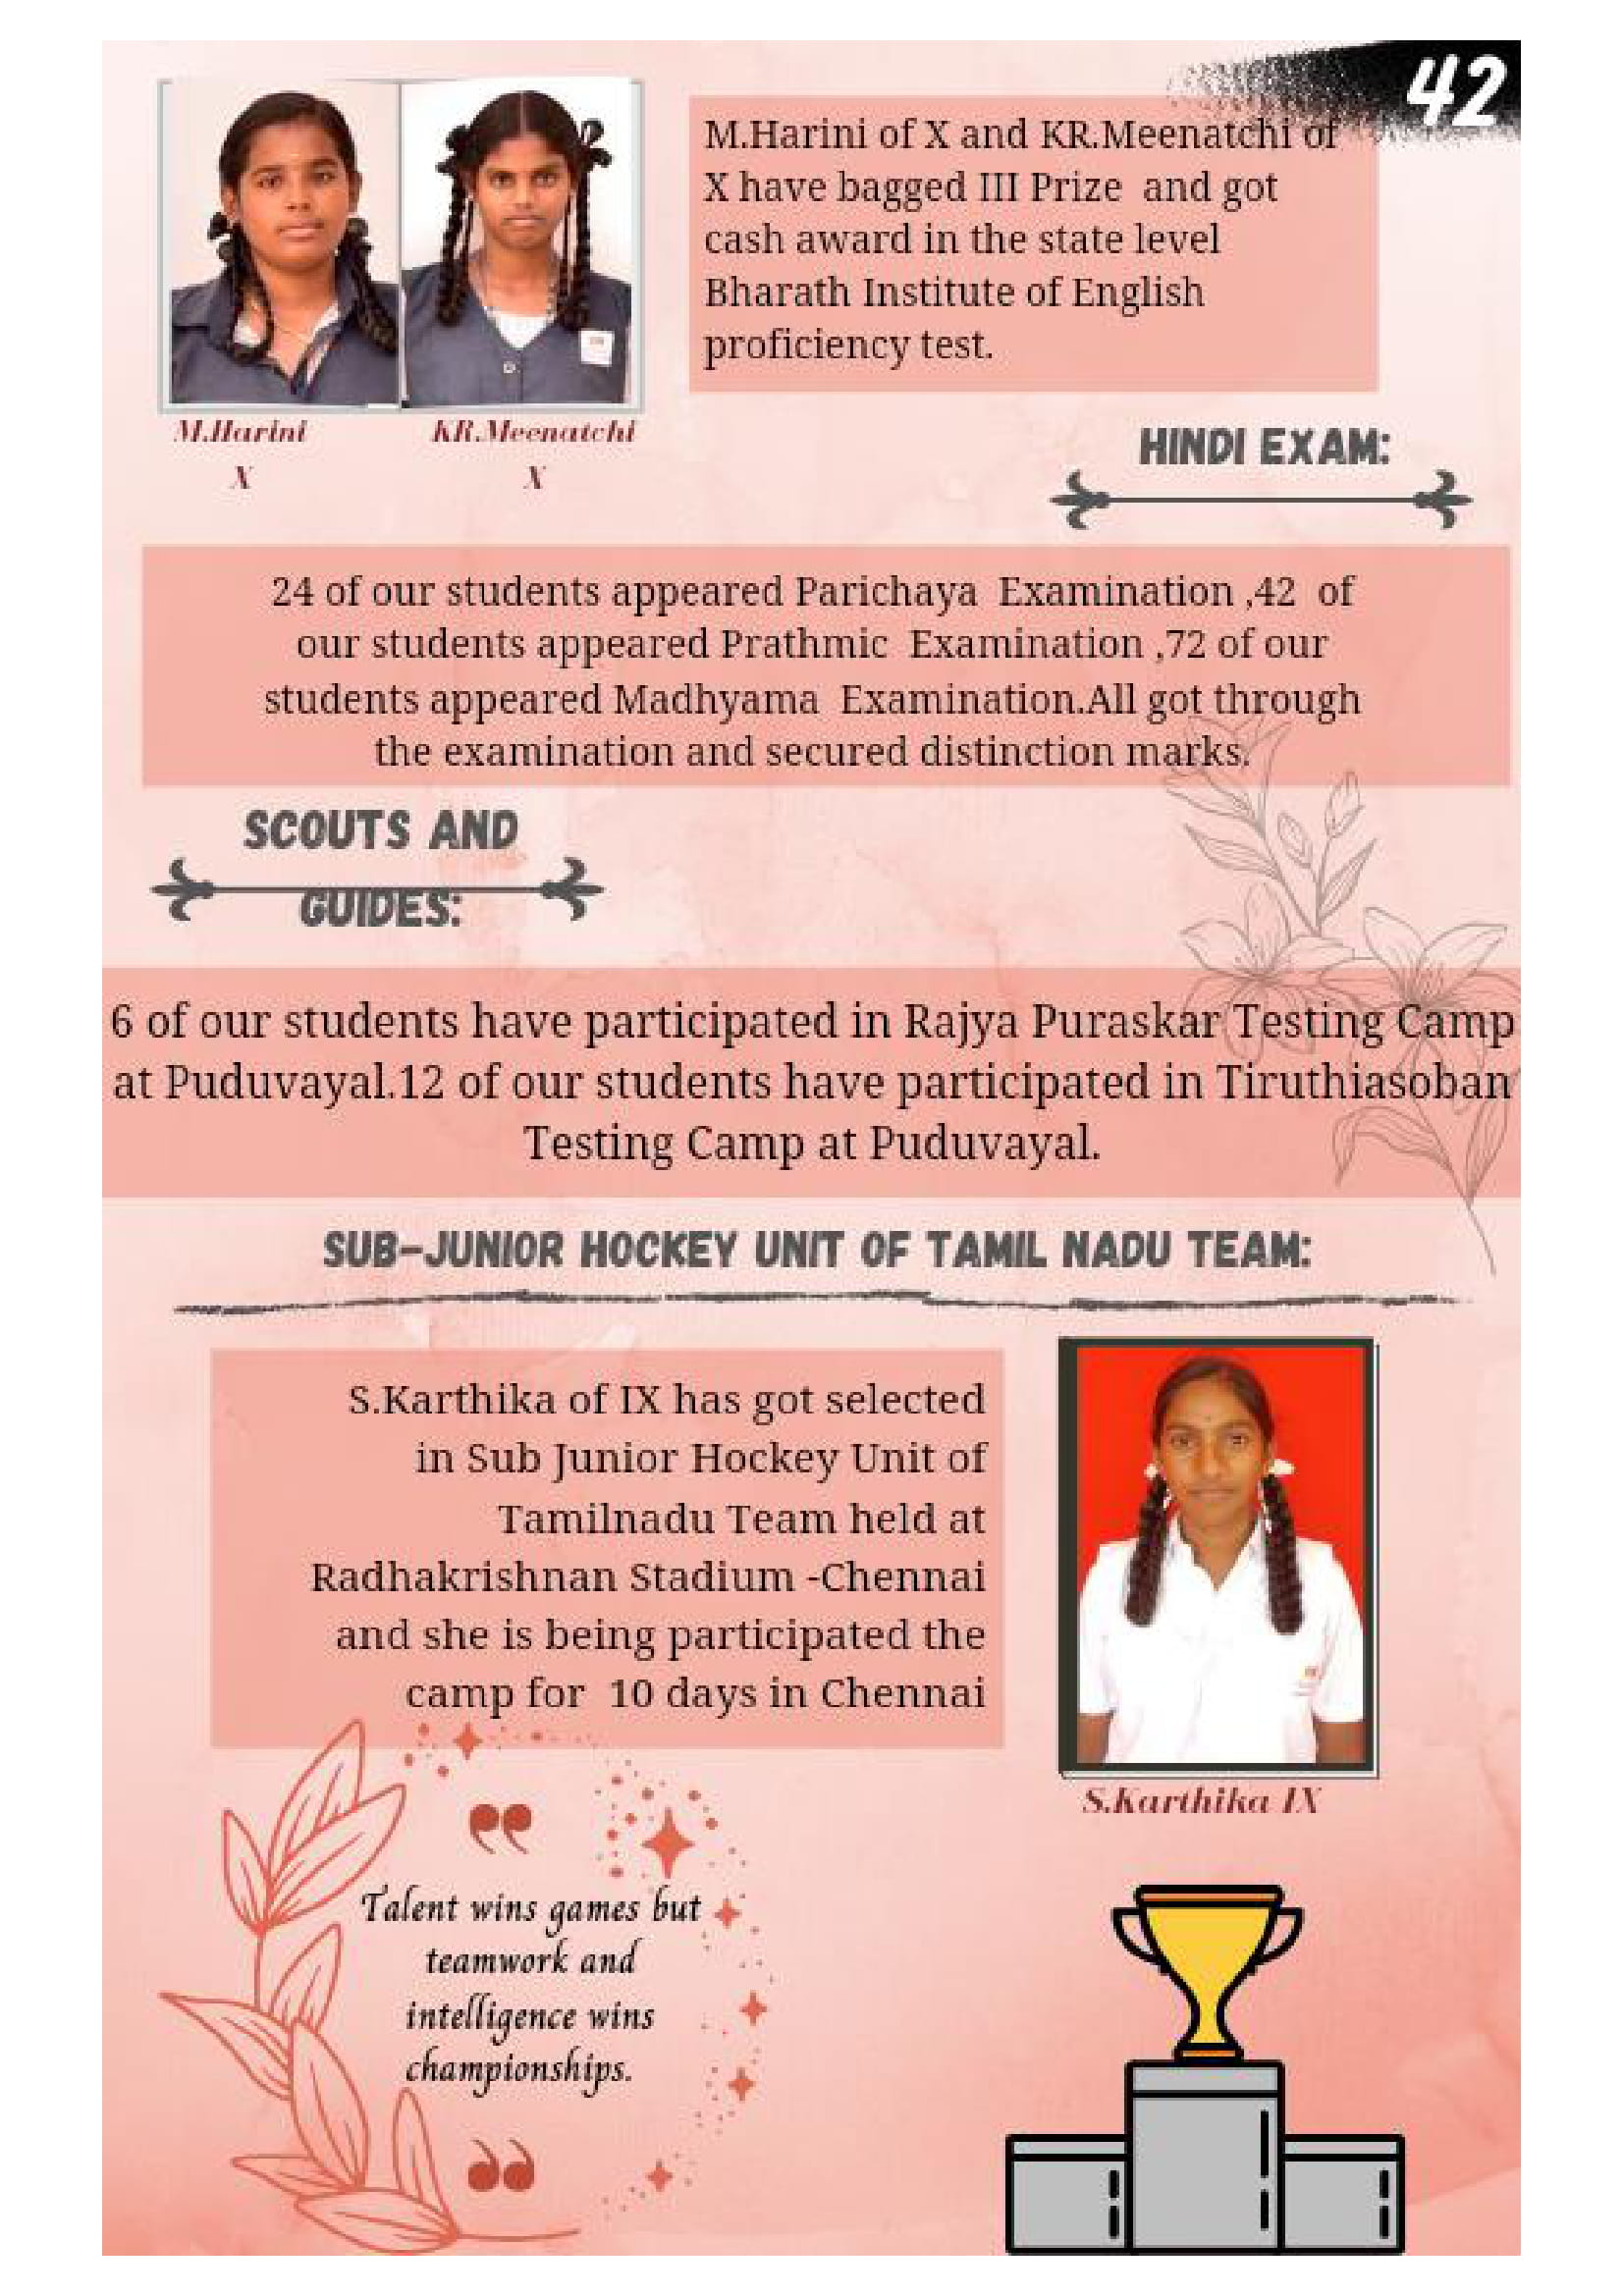 42
M.Harini of X and KR.Meenatchi of
X have bagged III Prize  and got
cash award in the state level
Bharath Institute of English
proficiency test.
M.Harini
X
KR.Meenatchi
X
HINDI EXAM:
24 of our students appeared Parichaya  Examination ,42  of
our students appeared Prathmic  Examination ,72 of our
students appeared Madhyama  Examination.All got through
the examination and secured distinction marks.
SCOUTS AND
GUIDES:
6 of our students have participated in Rajya Puraskar Testing Camp
at Puduvayal.12 of our students have participated in Tiruthiasoban
Testing Camp at Puduvayal.
SUB-JUNIOR HOCKEY UNIT OF TAMIL NADU TEAM:
S.Karthika of IX has got selected
in Sub Junior Hockey Unit of
Tamilnadu Team held at
Radhakrishnan Stadium -Chennai
and she is being participated the
camp for  10 days in Chennai
S.Karthika IX
”
Talent wins games but
teamwork and
intelligence wins
championships.
“